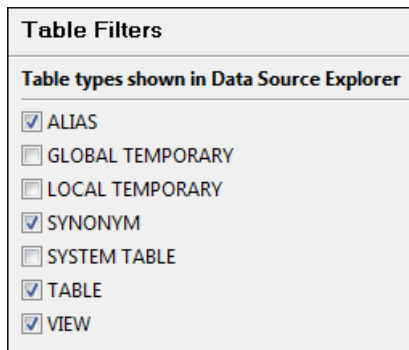 Table Filters
Table types shown in Data Source Explorer
ALIAS
GLOBAL TEMPORARY
LOCAL TEMPORARY
SYNONYM
SYSTEM TABLE
TABLE
VIEW